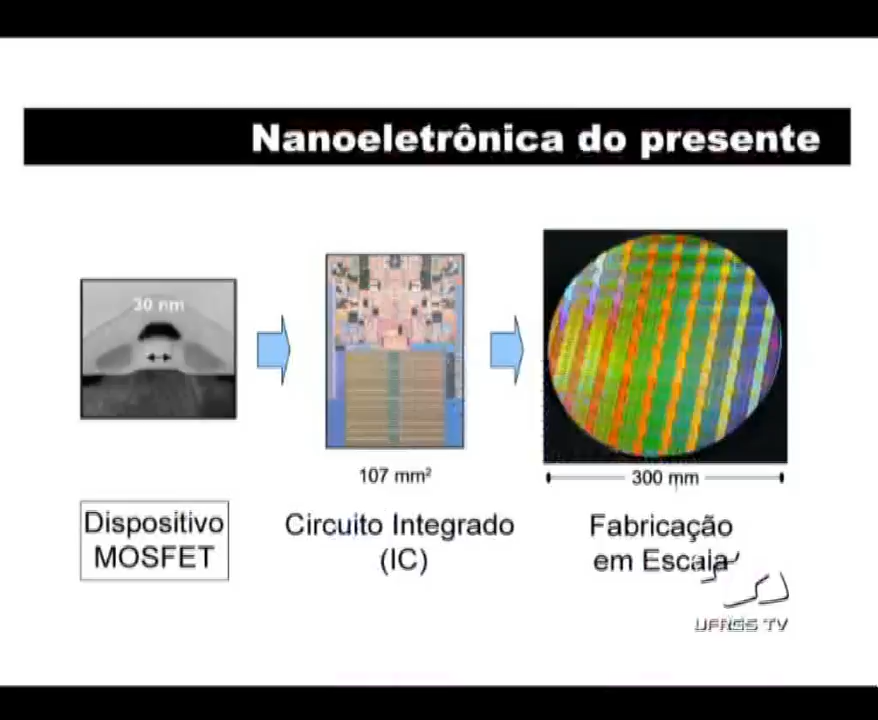 Nanoeletrônica do presente
30 nm
107 mm²
300 mm
Dispositivo
MOSFET
Circuito Integrado
(IC)
Fabricação
em Escala
UFRGS TV